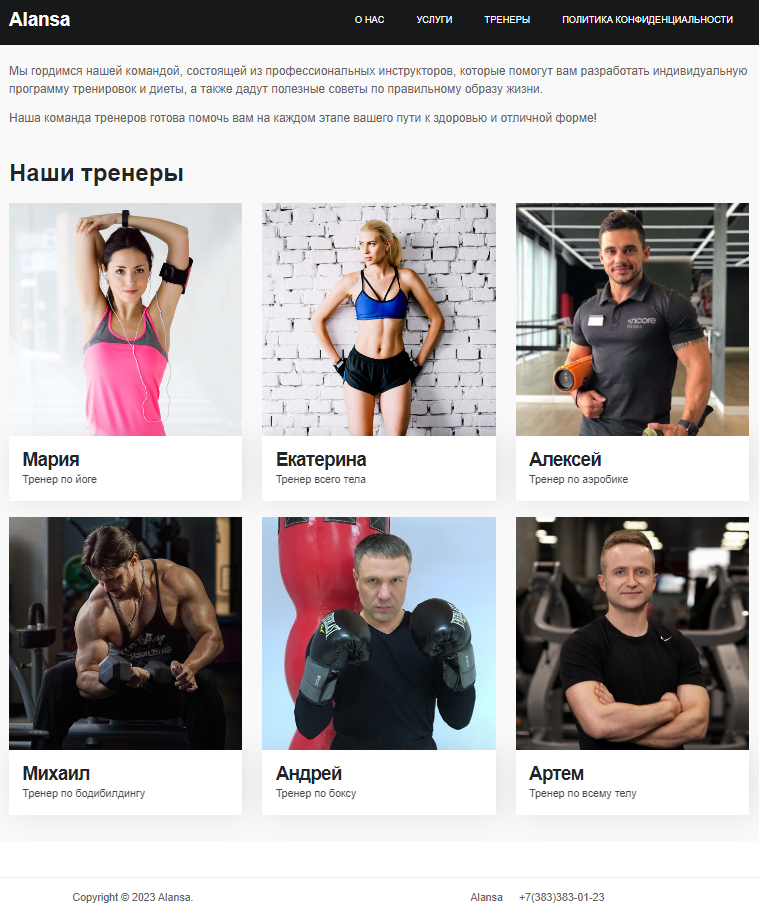 Alansa
О НАС
УСЛУГИ
ТРЕНЕРЫ
ПОЛИТИКА КОНФИДЕНЦИАЛЬНОСТИ
Мы гордимся нашей командой, состоящей из профессиональных инструкторов, которые помогут вам разработать индивидуальную
программу тренировок и диеты, а также дадут полезные советы по правильному образу жизни.
Наша команда тренеров готова помочь вам на каждом этапе вашего пути к здоровью и отличной форме!
Наши тренеры
encore
Мария
Тренер по йоге
Екатерина
Тренер всего тела
Алексей
Тренер по аэробике
Михаил
Тренер по бодибилдингу
Андрей
Тренер по боксу
Артем
Тренер по всему телу
Copyright © 2023 Alansa.
Alansa
+7(383)383-01-23